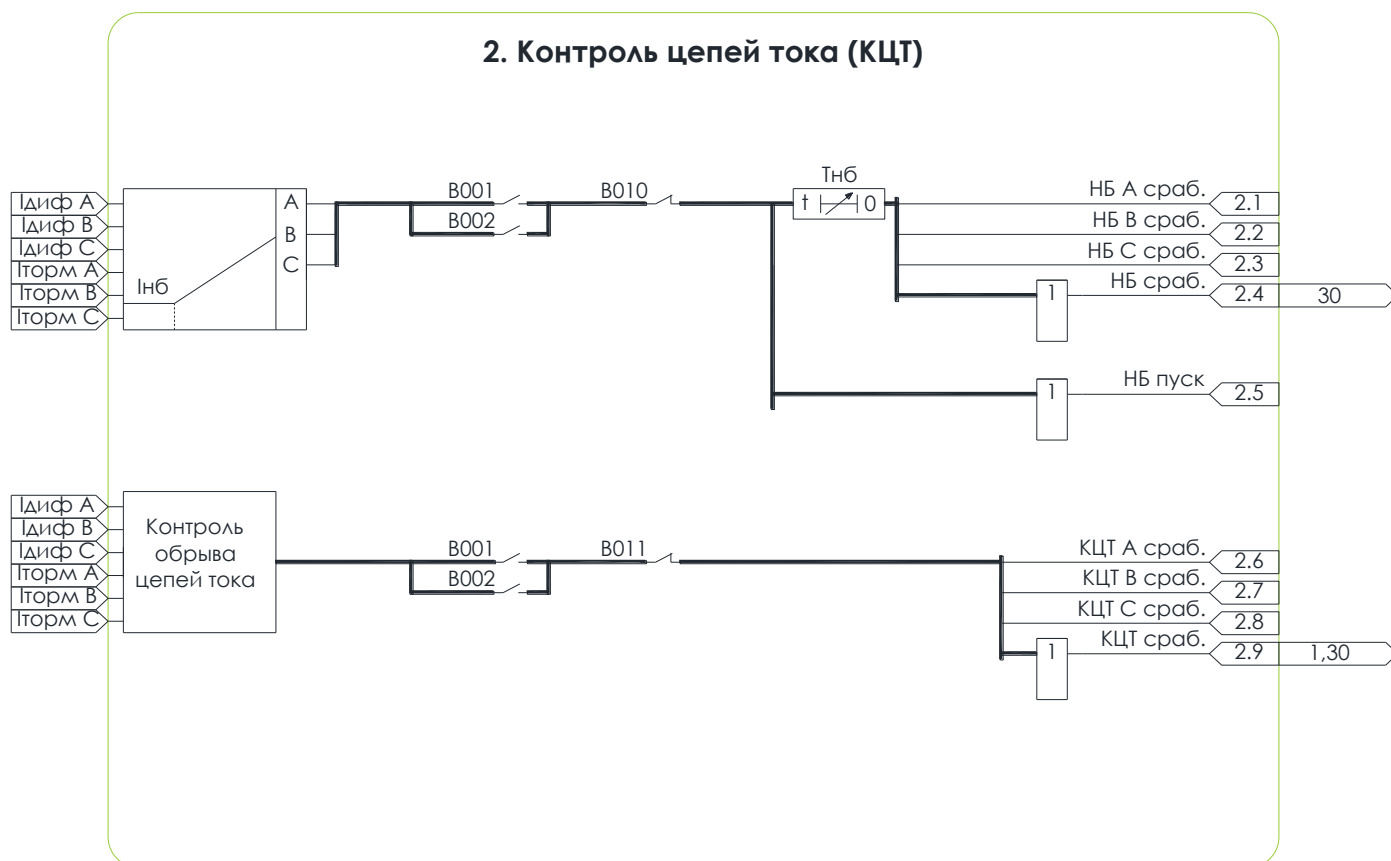 2. Контроль цепей тока (КЦТ)
Iдиф A
Iдиф B
Iдиф C
Iторм A
Iторм B
Iторм C
Iнб
A
B
C
B001
B002
B010
Tнб
t
0
НБ A сраб.
2.1
НБ B сраб.
2.2
НБ C сраб.
2.3
НБ сраб.
1
2.4
30
НБ пуск
1
2.5
Iдиф A
Iдиф B
Iдиф C
Iторм A
Iторм B
Iторм C
Контроль
обрыва
цепей тока
B001
B002
B011
КЦТ A сраб.
2.6
КЦТ B сраб.
2.7
КЦТ C сраб.
2.8
КЦТ сраб.
1
2.9
1,30